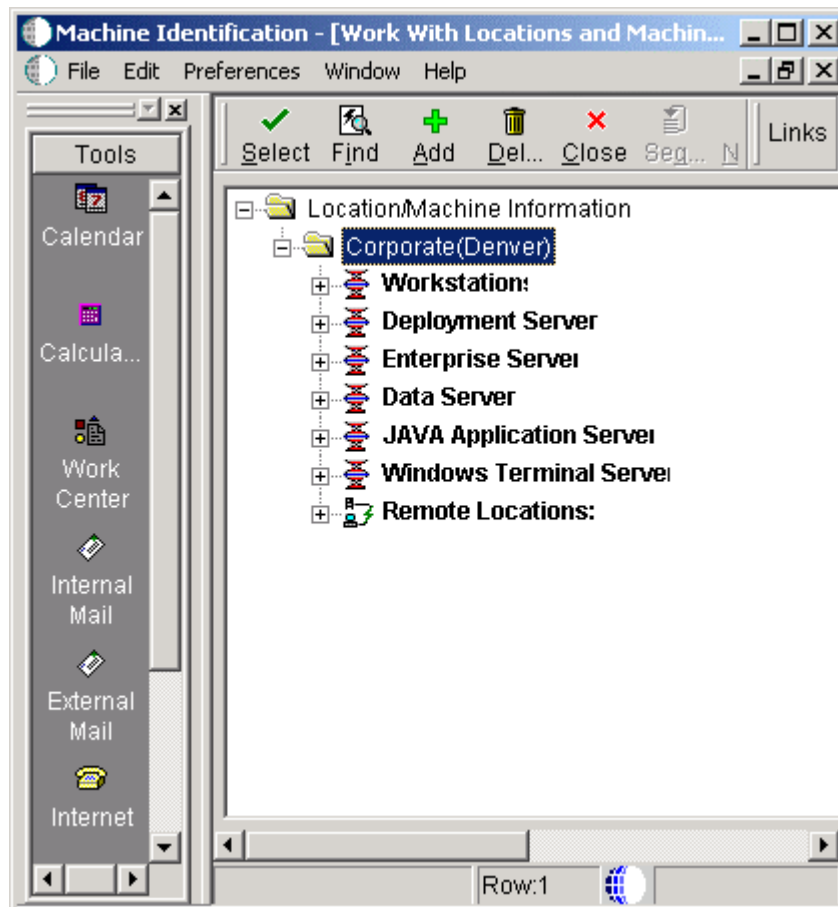 Machine Identification - [Work With Locations and Machin...
File Edit Preferences Window Help
Tools
Calendar
Calcula...
Work
Center
Internal
Mail
External
Mail
Internet
Select Find Add Del... Close Seq... N
Links
Location/Machine Information
Corporate(Denver)
Workstations
Deployment Server
Enterprise Server
Data Server
JAVA Application Server
Windows Terminal Server
Remote Locations:
Row:1